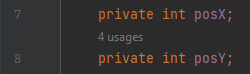 7 private int posX;
4 usages
8 private int posY;